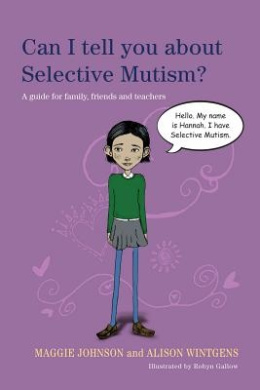 Can I tell you about
Selective Mutism?
A guide for family, friends and teachers
Hello. My name
is Hannah. I have
Selective Mutism.
MAGGIE JOHNSON and ALISON WINTGENS
Illustrated by Robyn Gallow